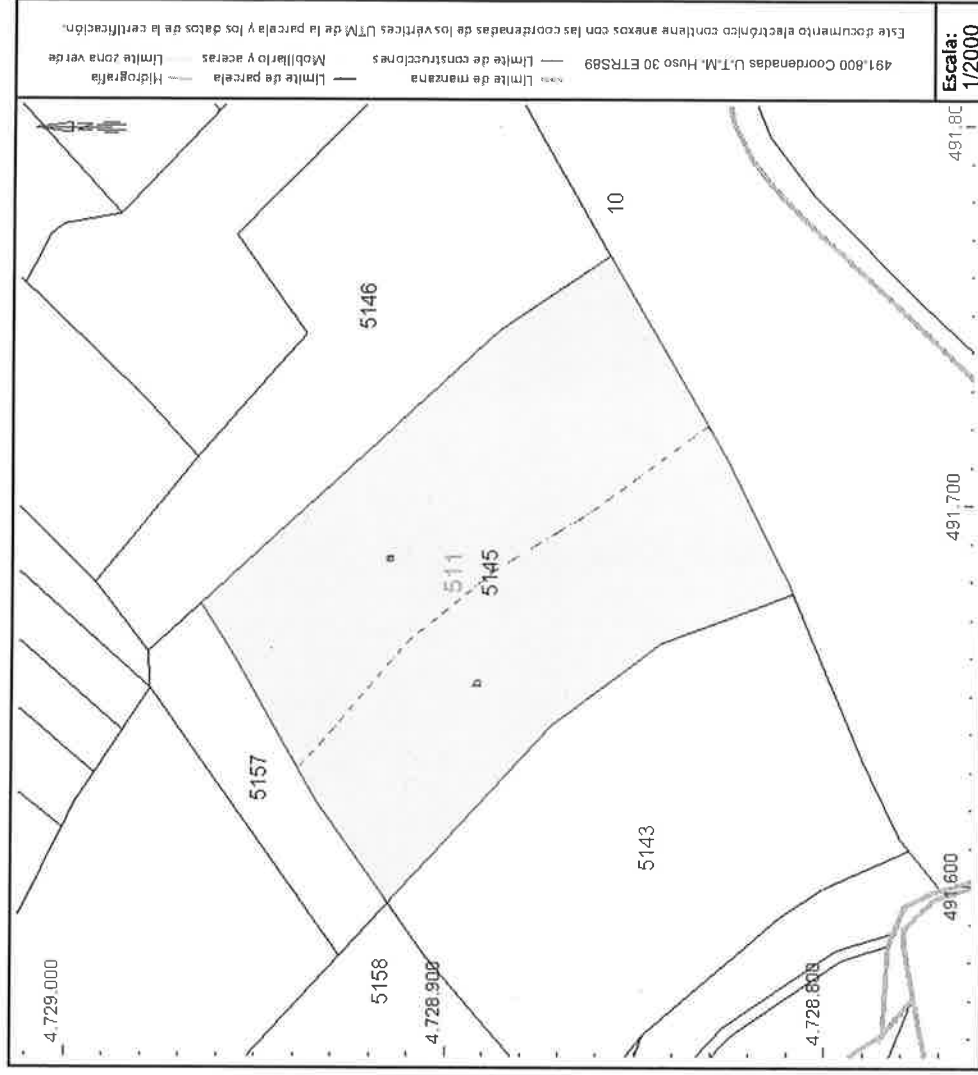 Este documento electrónico contiene anexos con las coordenadas de los vértices UTM de la parcela y los datos de la certificación.
491.800 Coordenadas U.T.M. Huso 30 ETRS89
Límite de manzana
Límite de construcciones
Límite de parcela
Mobiliario y aceras
Hidrografía
Límite zona verde
Escala:
1/2000
4.729.000
5146
10
5157
a
511
5145
b
5158
4.728.900
5143
4.728.800
491.600
491.700
491.80